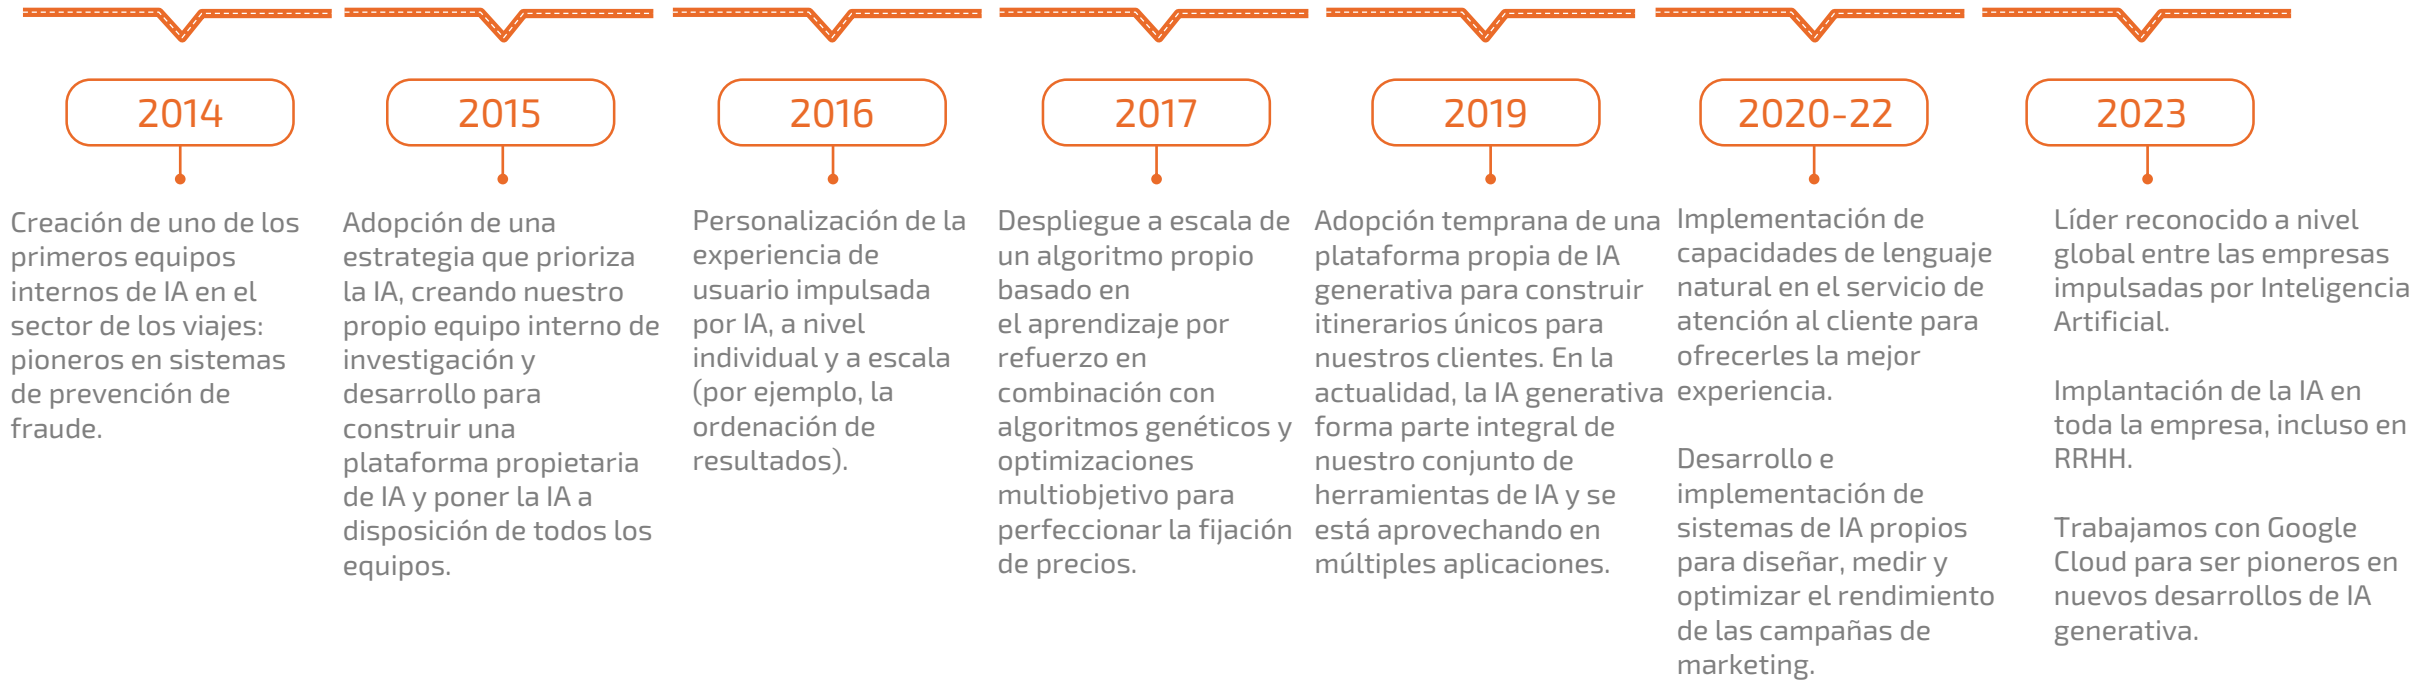 2014
Creación de uno de los
primeros equipos
internos de IA en el
sector de los viajes:
pioneros en sistemas
de prevención de
fraude.
2015
Adopción de una
estrategia que prioriza
la IA, creando nuestro
propio equipo interno de
investigación y
desarrollo para
construir una
plataforma propietaria
de IA y poner la IA a
disposición de todos los
equipos.
2016
Personalización de la
experiencia de
usuario impulsada
por IA, a nivel
individual y a escala
(por ejemplo, la
ordenación de
resultados).
2017
Despliegue a escala de
un algoritmo propio
basado en
el aprendizaje por
refuerzo en
combinación con
algoritmos genéticos y
optimizaciones
multiobjetivo para
perfeccionar la fijación
de precios.
2019
Adopción temprana de una
plataforma propia de IA
generativa para construir
itinerarios únicos para
nuestros clientes. En la
actualidad, la IA generativa
forma parte integral de
nuestro conjunto de
herramientas de IA y se
está aprovechando en
múltiples aplicaciones.
2020-22
Implementación de
capacidades de lenguaje
natural en el servicio de
atención al cliente para
ofrecerles la mejor
experiencia.
Desarrollo e
implementación de
sistemas de IA propios
para diseñar, medir y
optimizar el rendimiento
de las campañas de
marketing.
2023
Líder reconocido a nivel
global entre las empresas
impulsadas por Inteligencia
Artificial.
Implantación de la IA en
toda la empresa, incluso en
RRHH.
Trabajamos con Google
Cloud para ser pioneros en
nuevos desarrollos de IA
generativa.